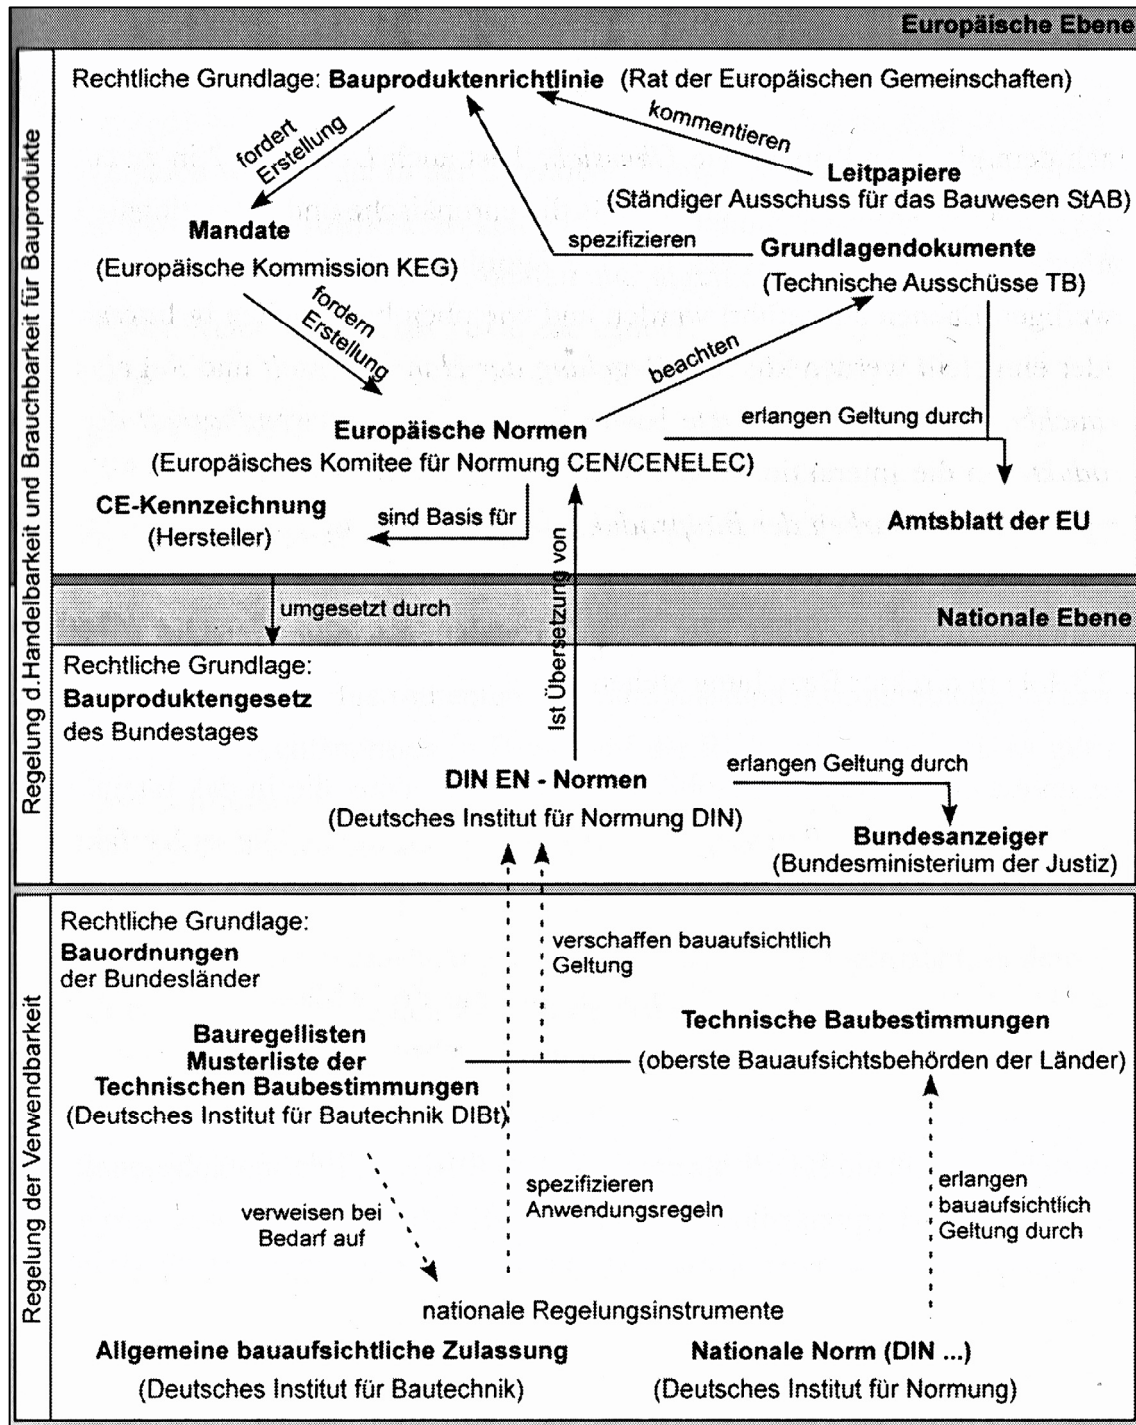 Europäische Ebene
Regelung d.Handelbarkeit und Brauchbarkeit für Bauprodukte
Rechtliche Grundlage: Bauproduktenrichtlinie (Rat der Europäischen Gemeinschaften)
fordert
Erstellung
kommentieren
Leitpapiere
(Ständiger Ausschuss für das Bauwesen StAB)
Mandate
(Europäische Kommission KEG)
spezifizieren
Grundlagendokumente
(Technische Ausschüsse TB)
fordern
Erstellung
beachten
Europäische Normen
(Europäisches Komitee für Normung CEN/CENELEC)
erlangen Geltung durch
CE-Kennzeichnung
(Hersteller)
sind Basis für
Amtsblatt der EU
umgesetzt durch
Ist Übersetzung von
Nationale Ebene
Rechtliche Grundlage:
Bauproduktengesetz
des Bundestages
DIN EN - Normen
(Deutsches Institut für Normung DIN)
erlangen Geltung durch
Bundesanzeiger
(Bundesministerium der Justiz)
Regelung der Verwendbarkeit
Rechtliche Grundlage:
Bauordnungen
der Bundesländer
verschaffen bauaufsichtlich
Geltung
Bauregellisten
Musterliste der
Technischen Baubestimmungen
(Deutsches Institut für Bautechnik DIBt)
Technische Baubestimmungen
(oberste Bauaufsichtsbehörden der Länder)
verweisen bei
Bedarf auf
spezifizieren
Anwendungsregeln
erlangen
bauaufsichtlich
Geltung durch
nationale Regelungsinstrumente
Allgemeine bauaufsichtliche Zulassung
(Deutsches Institut für Bautechnik)
Nationale Norm (DIN ...)
(Deutsches Institut für Normung)